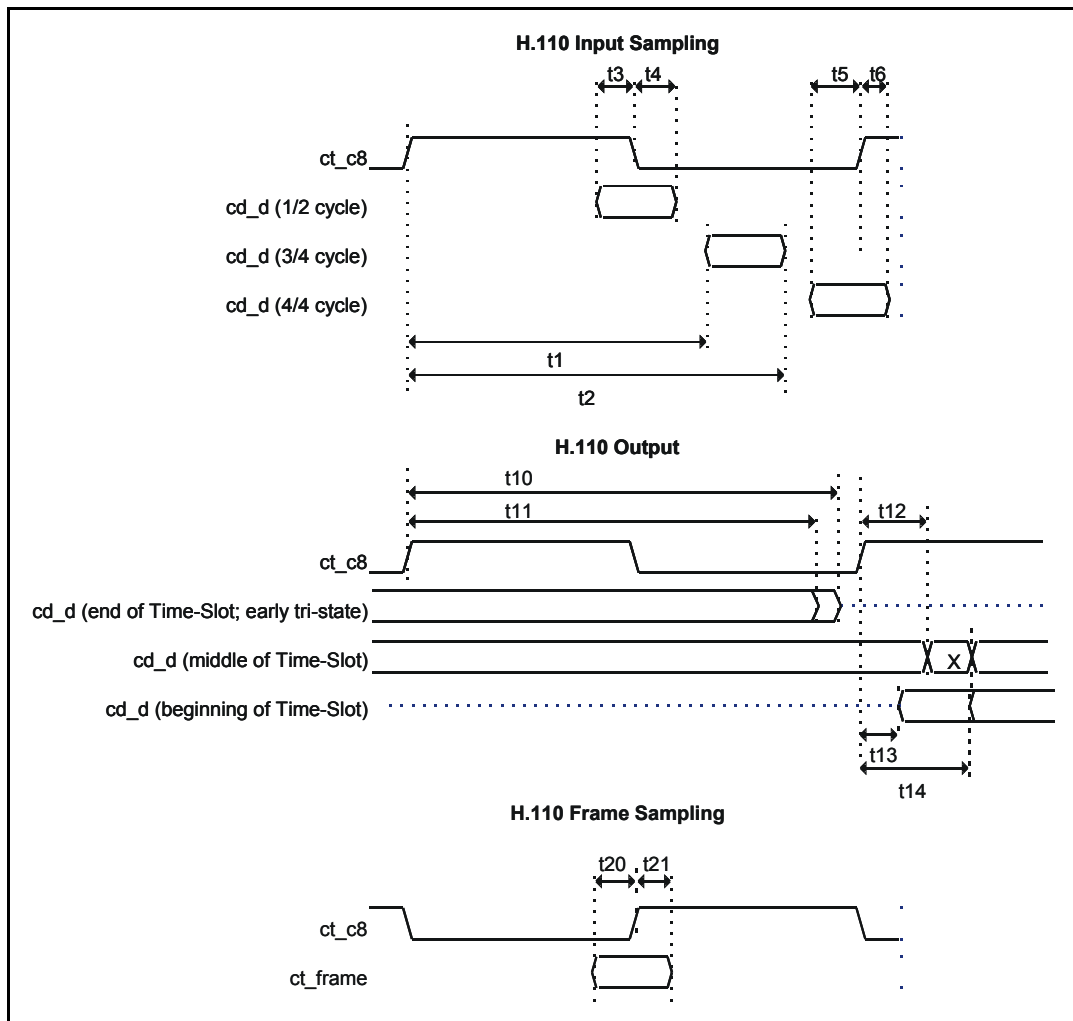 H.110 Input Sampling
t3 t4 t5 t6
ct_c8
cd_d (1/2 cycle)
cd_d (3/4 cycle)
cd_d (4/4 cycle)
t1
t2
H.110 Output
t10
t11 t12
ct_c8
cd_d (end of Time-Slot; early tri-state)
cd_d (middle of Time-Slot) X
cd_d (beginning of Time-Slot)
t13
t14
H.110 Frame Sampling
t20 t21
ct_c8
ct_frame